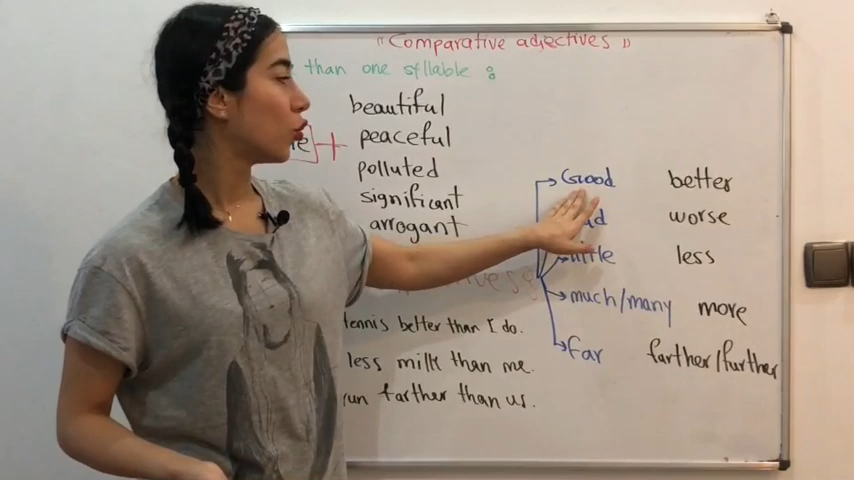 "Comparative adjectives"
than one syllable :
+ beautiful
peaceful
polluted
significant
arrogant
Good better
worse
little less
much/many more
far farther/further
tennis better than I do.
less milk than me.
run farther than us.